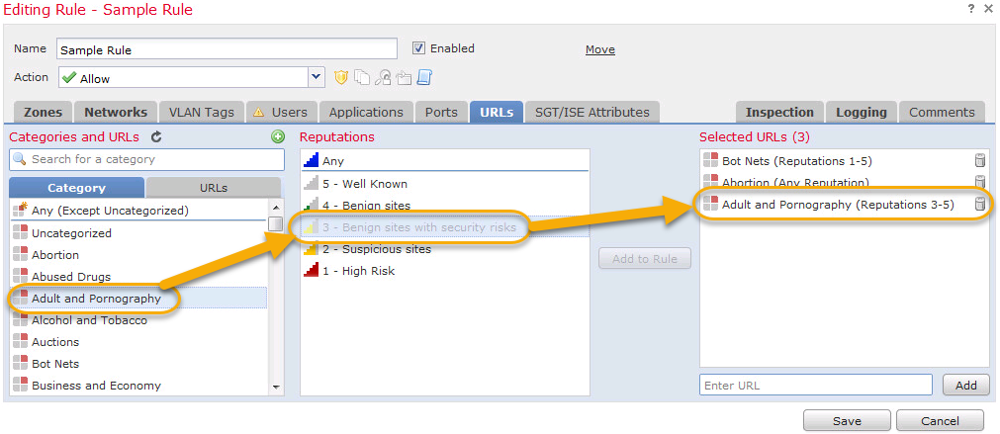 Editing Rule - Sample Rule
Name Sample Rule Enabled Move
Action Allow
Zones Networks VLAN Tags Users Applications Ports URLs SGT/ISE Attributes Inspection Logging Comments
Categories and URLs
Search for a category
Category URLs
Any (Except Uncategorized)
Uncategorized
Abortion
Abused Drugs
Adult and Pornography
Alcohol and Tobacco
Auctions
Bot Nets
Business and Economy
Reputations
Any
5 - Well Known
4 - Benign sites
3 - Benign sites with security risks
2 - Suspicious sites
1 - High Risk
Add to Rule
Selected URLs (3)
Bot Nets (Reputations 1-5)
Abortion (Any Reputation)
Adult and Pornography (Reputations 3-5)
Enter URL Add
Save Cancel